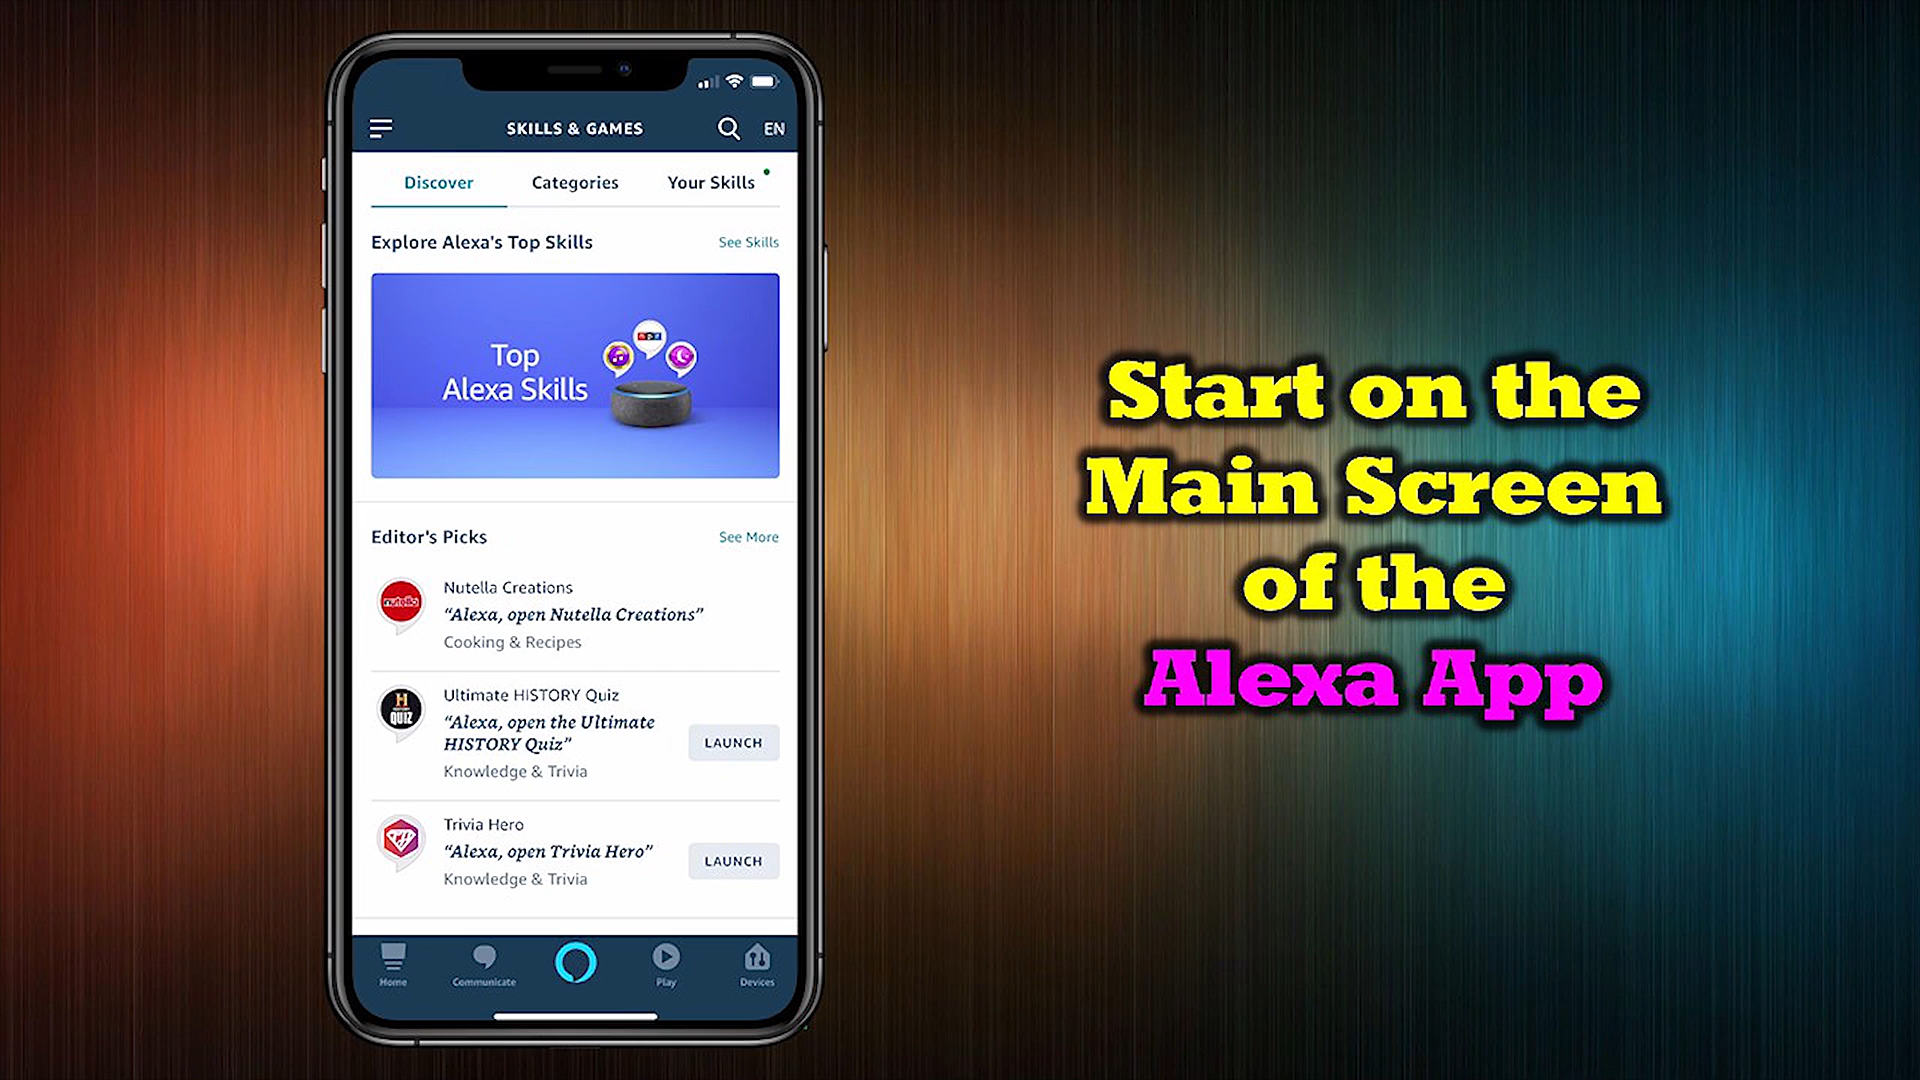 SKILLS & GAMES
EN
Discover
Categories
Your Skills
Explore Alexa's Top Skills
See Skills
Top
Alexa Skills
Editor's Picks
See More
nutella
Nutella Creations
“Alexa, open Nutella Creations”
Cooking & Recipes
H
HISTORY
QUIZ
Ultimate HISTORY Quiz
“Alexa, open the Ultimate
HISTORY Quiz”
Knowledge & Trivia
LAUNCH
Trivia Hero
“Alexa, open Trivia Hero”
Knowledge & Trivia
LAUNCH
Home
Communicate
Play
Devices
Start on the
Main Screen
of the
Alexa App